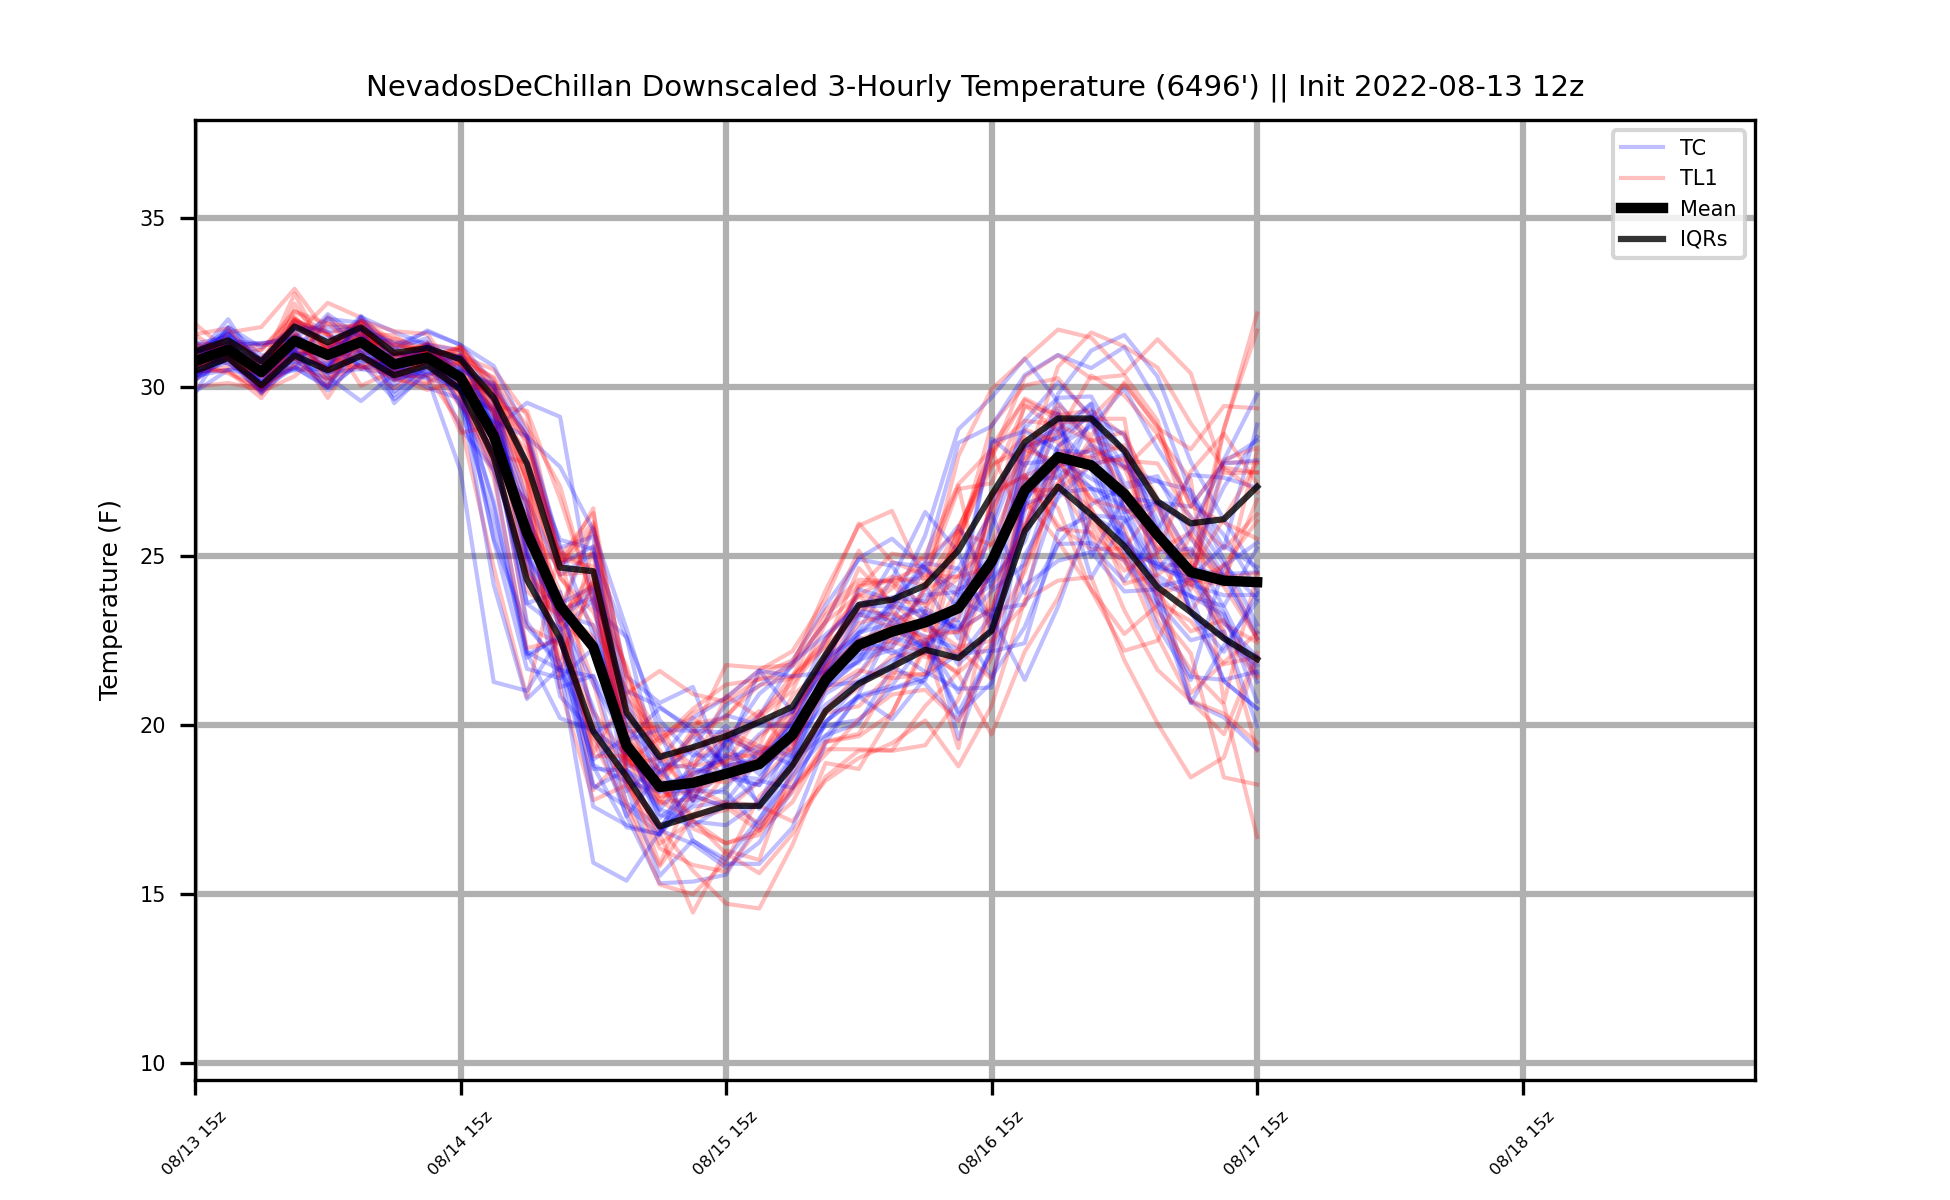 NevadosDeChillan Downscaled 3-Hourly Temperature (6496') || Init 2022-08-13 12z
TC
TL1
Mean
IQRs
Temperature (F)
35
30
25
20
15
10
08/13 15z
08/14 15z
08/15 15z
08/16 15z
08/17 15z
08/18 15z